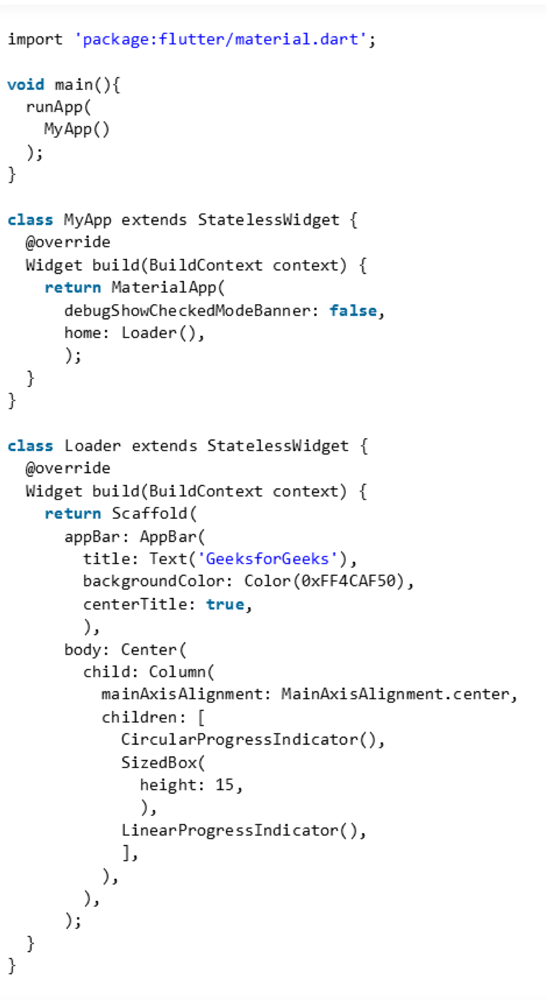 import 'package:flutter/material.dart';
void main(){
  runApp(
    MyApp()
  );
}
class MyApp extends StatelessWidget {
  @override
  Widget build(BuildContext context) {
    return MaterialApp(
      debugShowCheckedModeBanner: false,
      home: Loader(),
      );
  }
}
class Loader extends StatelessWidget {
  @override
  Widget build(BuildContext context) {
    return Scaffold(
      appBar: AppBar(
        title: Text('GeeksforGeeks'),
        backgroundColor: Color(0xFF4CAF50),
        centerTitle: true,
        ),
      body: Center(
        child: Column(
          mainAxisAlignment: MainAxisAlignment.center,
          children: [
            CircularProgressIndicator(),
            SizedBox(
              height: 15,
              ),
            LinearProgressIndicator(),
            ],
          ),
        ),
      );
  }
}